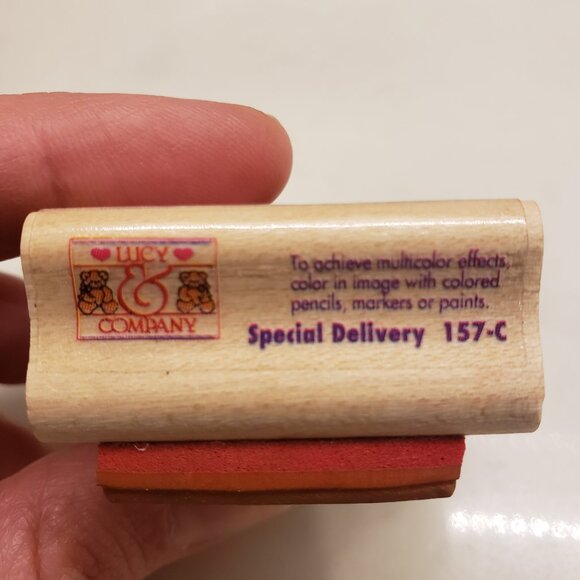 LUCY
&
COMPANY
To achieve multicolor effects,
color in image with colored
pencils, markers or paints.
Special Delivery 157-C